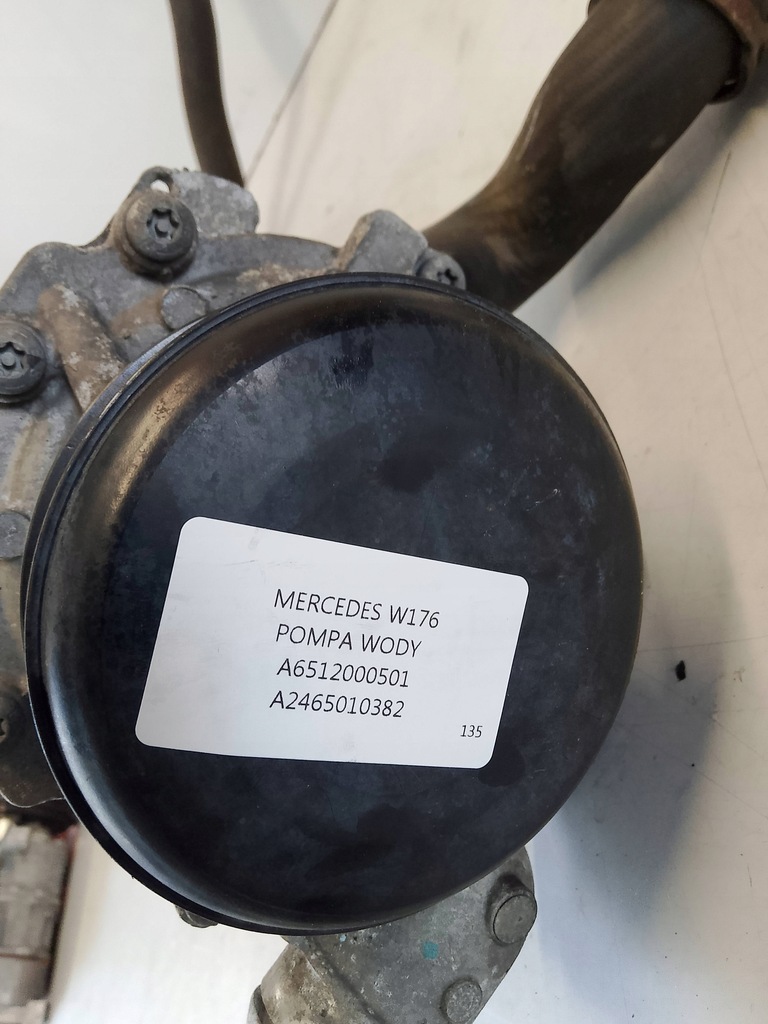 MERCEDES W176
POMPA WODY
A6512000501
A2465010382
135